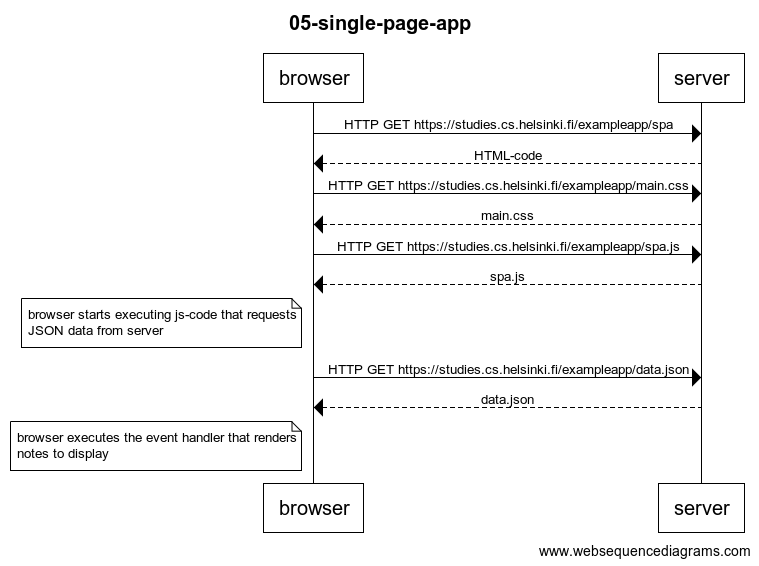 05-single-page-app
browser
server
HTTP GET https://studies.cs.helsinki.fi/exampleapp/spa
HTML-code
HTTP GET https://studies.cs.helsinki.fi/exampleapp/main.css
main.css
HTTP GET https://studies.cs.helsinki.fi/exampleapp/spa.js
spa.js
browser starts executing js-code that requests
JSON data from server
HTTP GET https://studies.cs.helsinki.fi/exampleapp/data.json
data.json
browser executes the event handler that renders
notes to display
browser
server
www.websequencediagrams.com